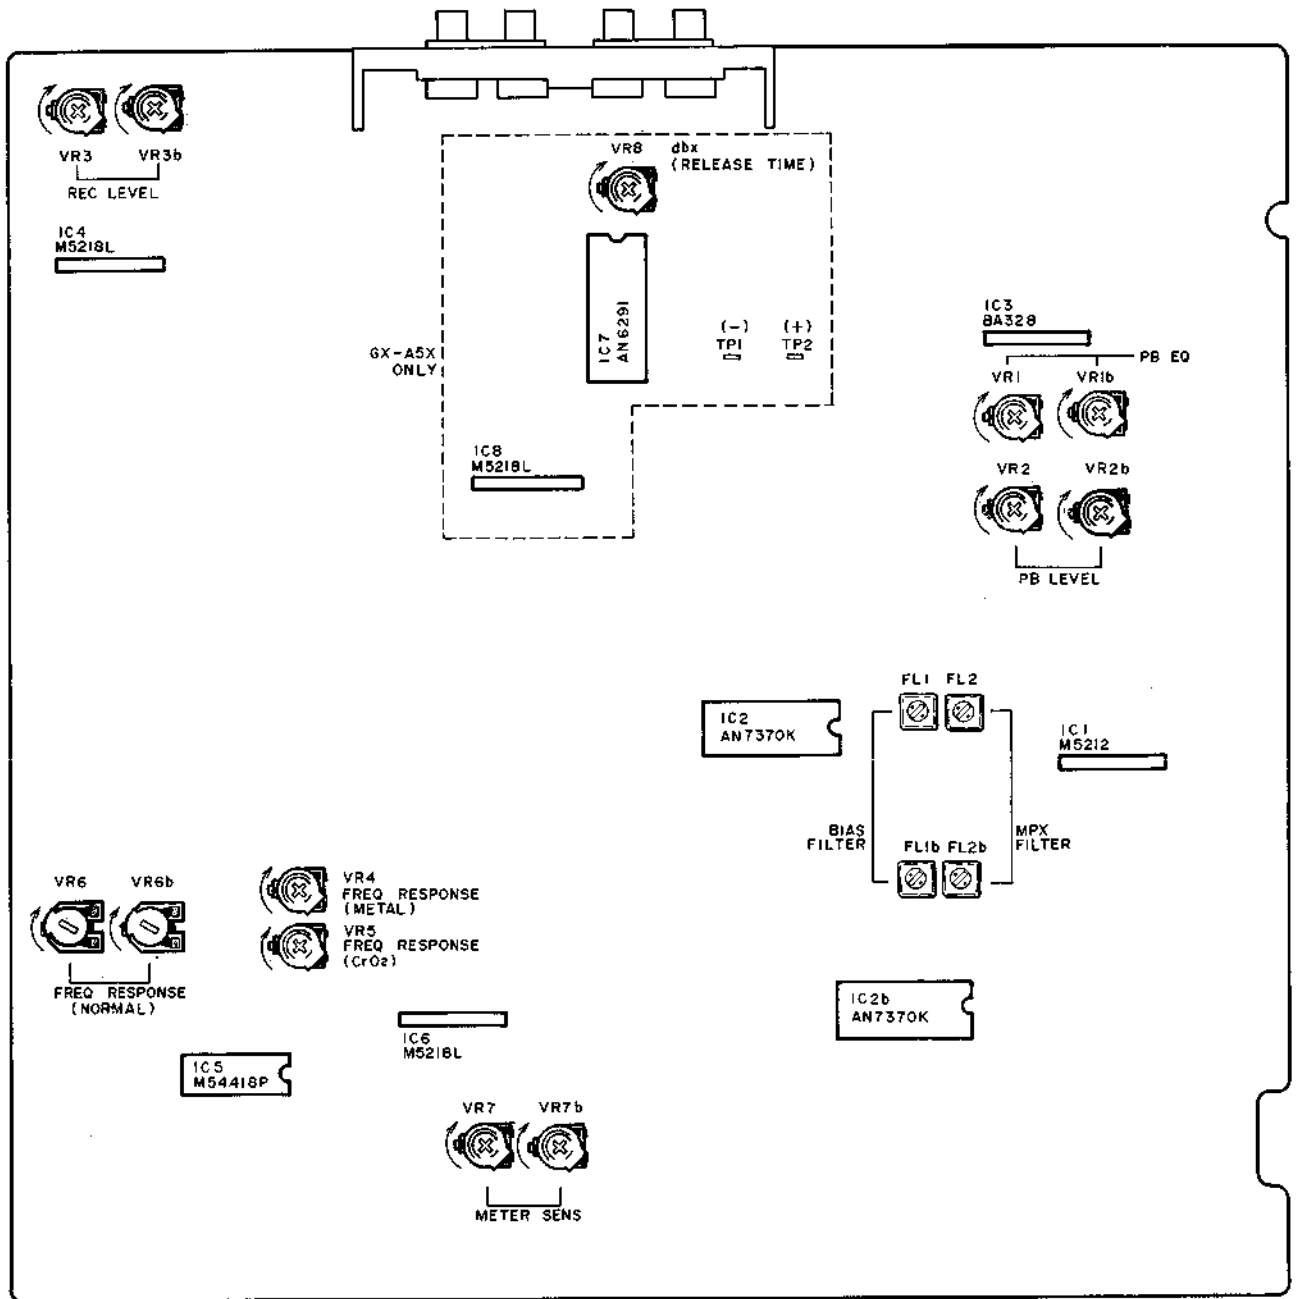 VR3 VR3b
REC LEVEL
IC4
M5218L
VR8 dbx
(RELEASE TIME)
IC7
AN6291
(-) (+)
TP1 TP2
GX-A5X
ONLY
IC8
M5218L
IC3
BA328
PB EQ
VR1 VR1b
VR2 VR2b
PB LEVEL
FL1 FL2
IC2
AN7370K
IC1
M5212
BIAS
FILTER
MPX
FILTER
FL1b FL2b
VR6 VR6b
FREQ RESPONSE
(NORMAL)
VR4
FREQ RESPONSE
(METAL)
VR5
FREQ RESPONSE
(CrO2)
IC2b
AN7370K
IC6
M5218L
IC5
M54418P
VR7 VR7b
METER SENS